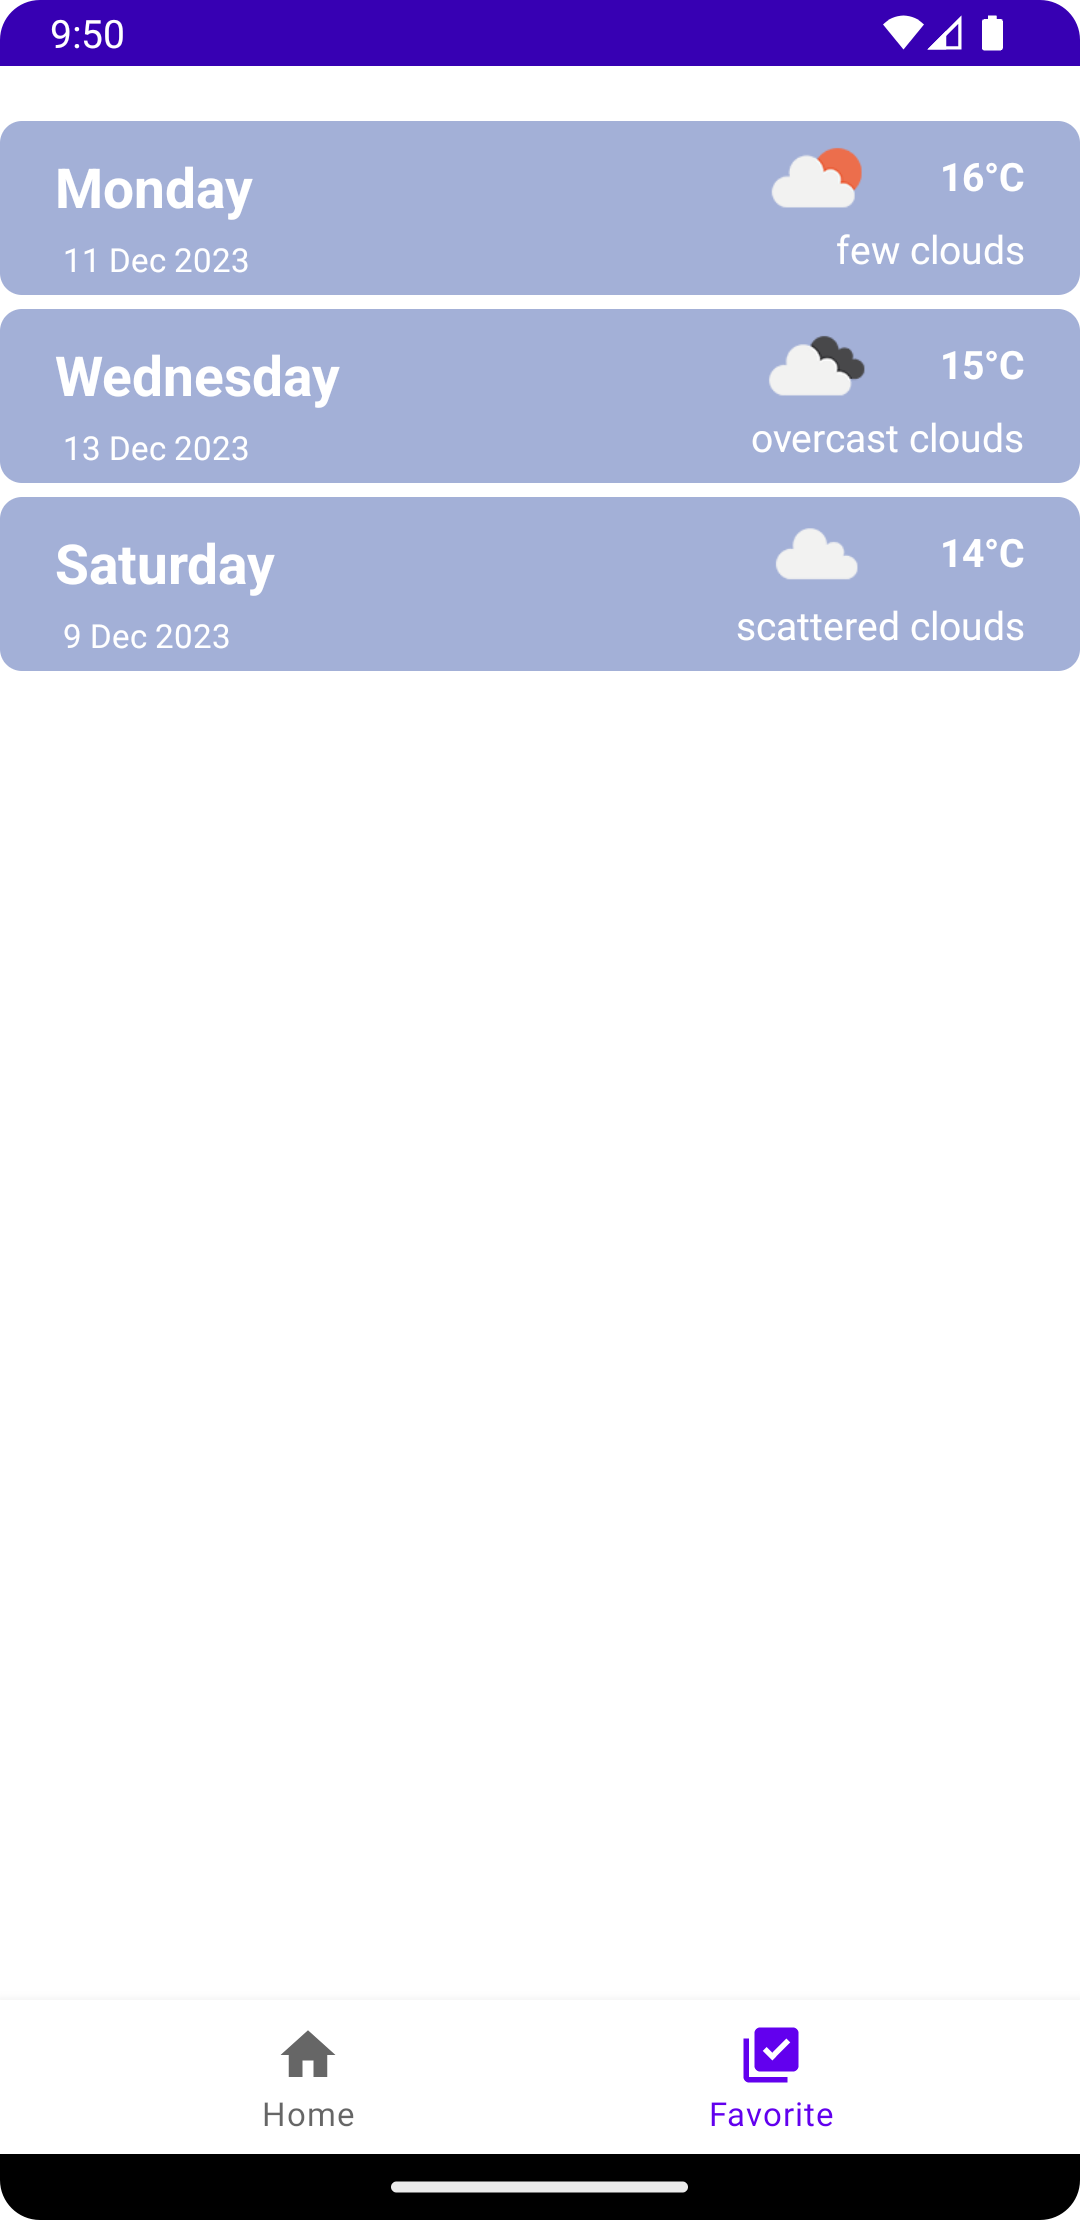 9:50
Monday
16°C
11 Dec 2023
few clouds
Wednesday
15°C
13 Dec 2023
overcast clouds
Saturday
14°C
9 Dec 2023
scattered clouds
Home
Favorite